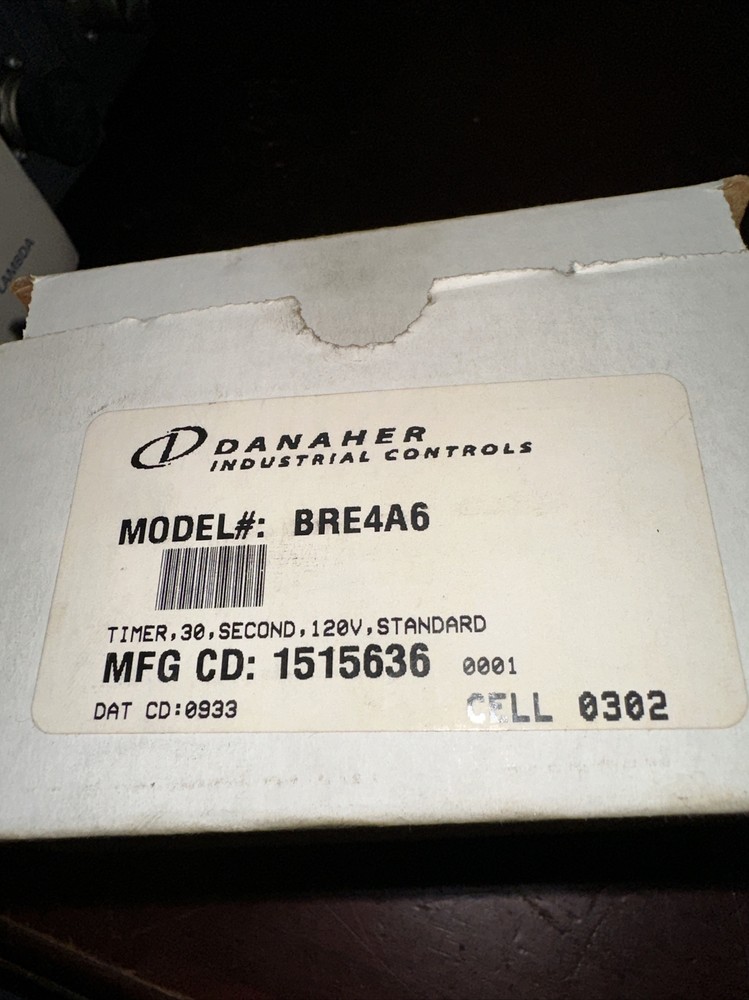 LAMBDA
DANAHER
INDUSTRIAL CONTROLS
MODEL#: BRE4A6
TIMER,30,SECOND,120V,STANDARD
MFG CD: 1515636 0001
DAT CD:0933 CELL 0302